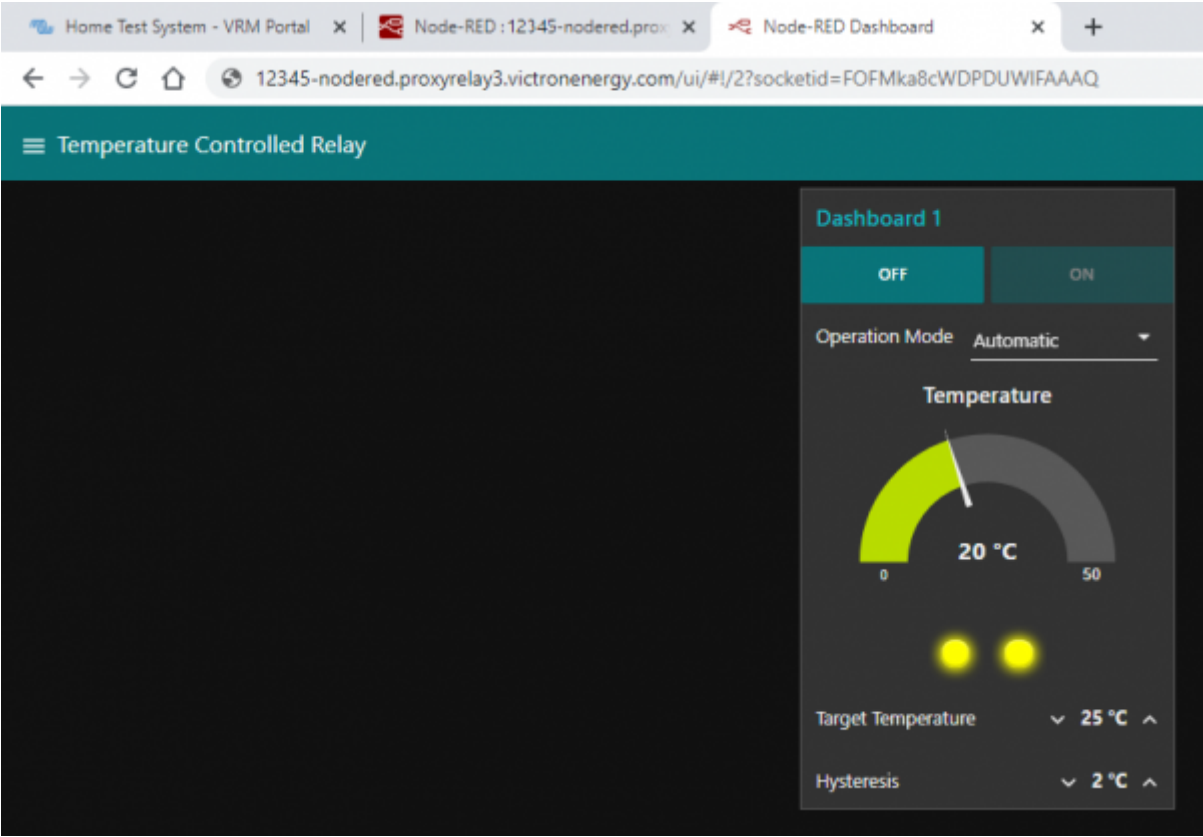 Home Test System - VRM Portal
Node-RED : 12345-nodered.prox
Node-RED Dashboard
12345-nodered.proxyrelay3.victronenergy.com/ui/#!/2?socketid=FOFMka8cWDPDUWIFAAAQ
Temperature Controlled Relay
Dashboard 1
OFF ON
Operation Mode Automatic
Temperature
20 °C
0 50
Target Temperature 25 °C
Hysteresis 2 °C